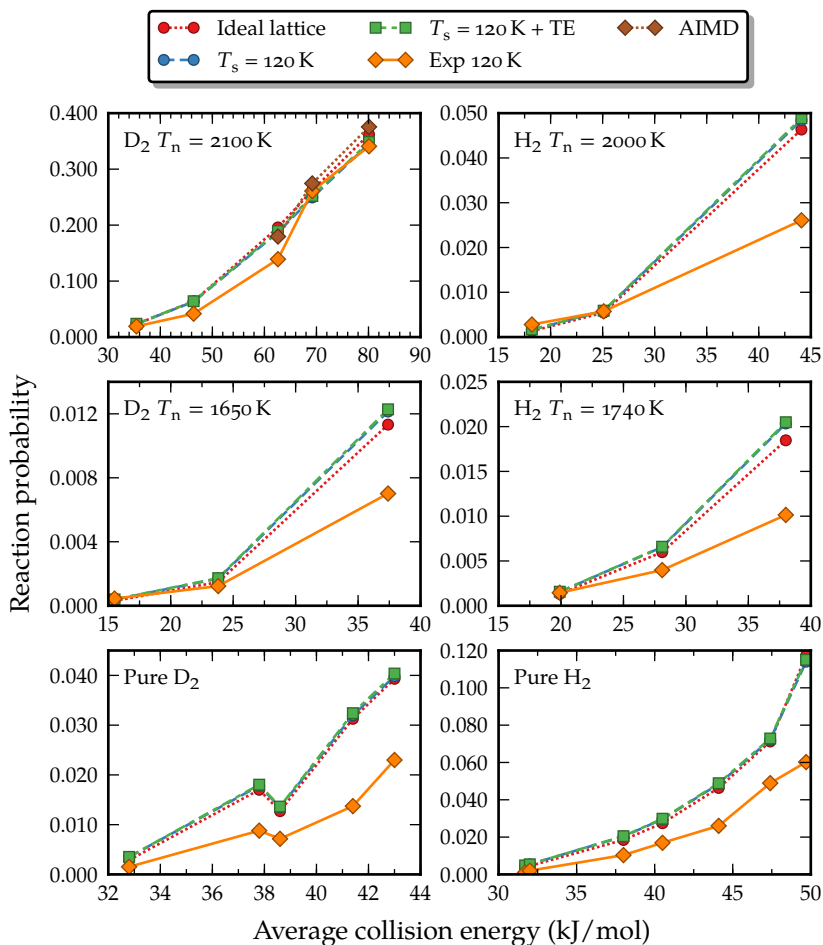 Ideal lattice
Tₛ = 120 K
Tₛ = 120 K + TE
Exp 120 K
AIMD
Reaction probability
D₂ Tₙ = 2100 K
0.400
0.300
0.200
0.100
0.000
30 40 50 60 70 80 90
H₂ Tₙ = 2000 K
0.050
0.040
0.030
0.020
0.010
0.000
15 20 25 30 35 40 45
D₂ Tₙ = 1650 K
0.012
0.008
0.004
0.000
15 20 25 30 35 40
H₂ Tₙ = 1740 K
0.025
0.020
0.015
0.010
0.005
0.000
15 20 25 30 35 40
Pure D₂
0.040
0.030
0.020
0.010
0.000
32 34 36 38 40 42 44
Pure H₂
0.120
0.100
0.080
0.060
0.040
0.020
0.000
30 35 40 45 50
Average collision energy (kJ/mol)